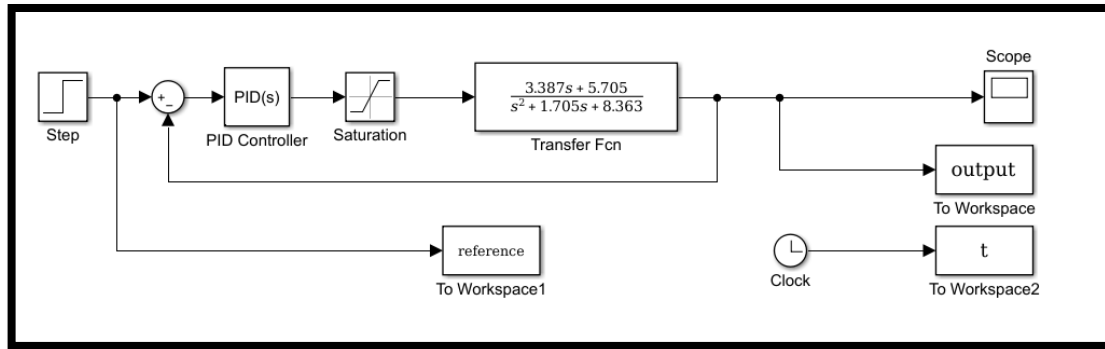 Step
+
−
PID(s)
PID Controller
Saturation
3.387s + 5.705
s² + 1.705s + 8.363
Transfer Fcn
Scope
output
To Workspace
reference
To Workspace1
Clock
t
To Workspace2